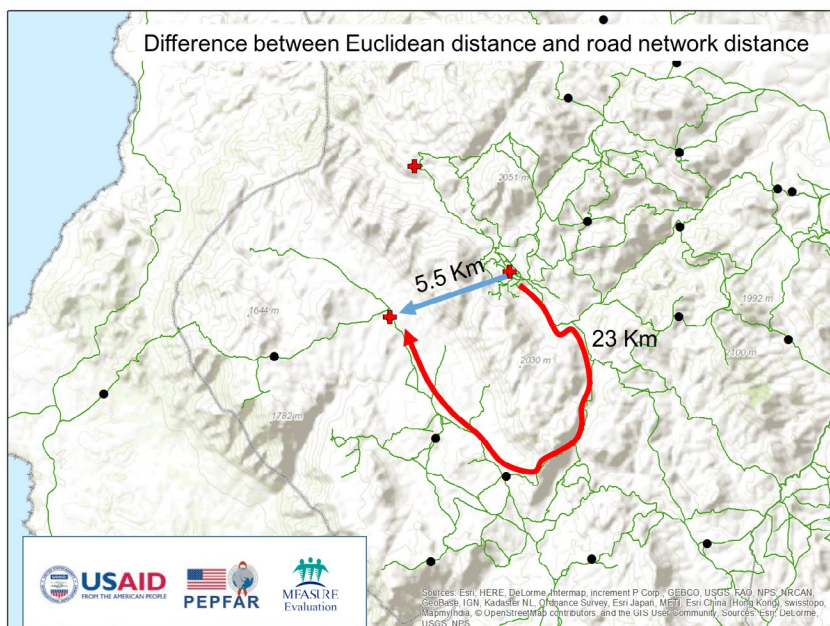 Difference between Euclidean distance and road network distance
2051 m
5.5 Km
1992 m
1644 m
23 Km
2030 m
2100 m
1782 m
USAID
FROM THE AMERICAN PEOPLE
PEPFAR
MEASURE
Evaluation
Sources: Esri, HERE, DeLorme, Intermap, increment P Corp., GEBCO, USGS, FAO, NPS, NRCAN,
GeoBase, IGN, Kadaster NL, Ordnance Survey, Esri Japan, METI, Esri China (Hong Kong), swisstopo,
MapmyIndia, © OpenStreetMap contributors, and the GIS User Community, Sources: Esri, DeLorme,
USGS, NPS